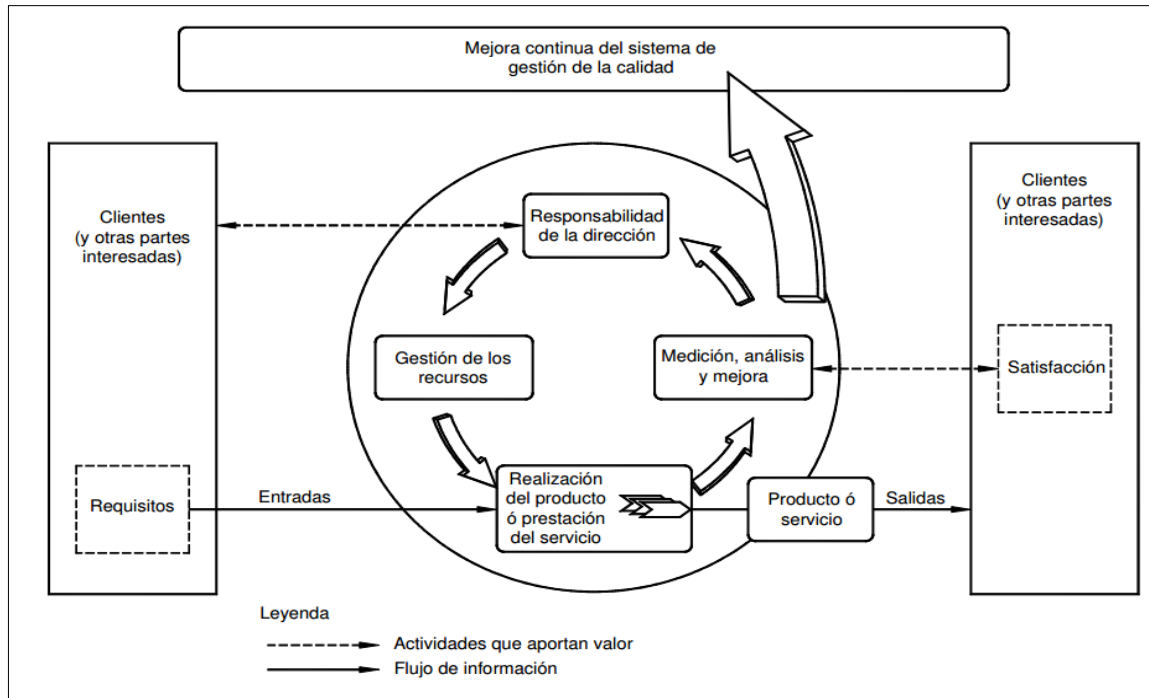 Mejora continua del sistema de
gestión de la calidad
Clientes
(y otras partes
interesadas)
Responsabilidad
de la dirección
Clientes
(y otras partes
interesadas)
Gestión de los
recursos
Medición, análisis
y mejora
Satisfacción
Requisitos
Entradas
Realización
del producto
ó prestación
del servicio
Producto ó
servicio
Salidas
Leyenda
Actividades que aportan valor
Flujo de información